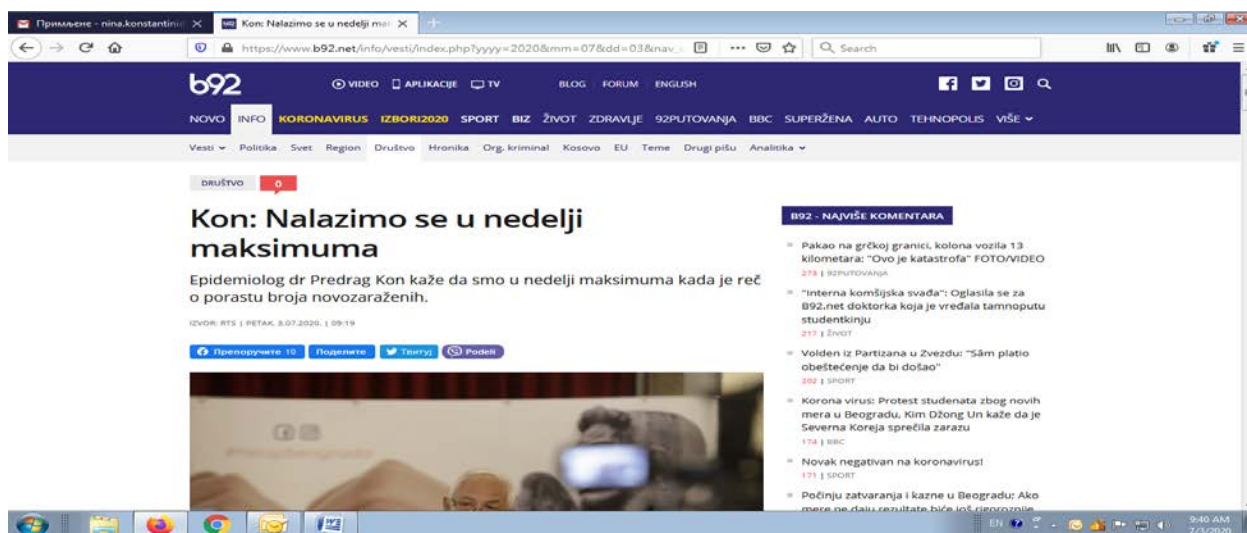 Примљене - nina.konstantini
Kon: Nalazimo se u nedelji ma
https://www.b92.net/info/vesti/index.php?yyyy=2020&mm=07&dd=03&nav_
Search
b92
VIDEO APLIKACIJE TV BLOG FORUM ENGLISH
NOVO INFO KORONAVIRUS IZBORI2020 SPORT BIZ ŽIVOT ZDRAVLJE 92PUTOVANJA BBC SUPERŽENA AUTO TEHNOPOLIS VIŠE
Vesti Politika Svet Region Društvo Hronika Org. kriminal Kosovo EU Teme Drugi pišu Analitika
DRUŠTVO 0
Kon: Nalazimo se u nedelji
maksimuma
Epidemiolog dr Predrag Kon kaže da smo u nedelji maksimuma kada je reč
o porastu broja novozaraženih.
IZVOR: RTS | PETAK, 3.07.2020. | 09:19
Препоручите 10 Поделите Твитуј Podeli
B92 - NAJVIŠE KOMENTARA
Pakao na grčkoj granici, kolona vozila 13
kilometara: "Ovo je katastrofa" FOTO/VIDEO
273 | 92PUTOVANJA
"Interna komšijska svađa": Oglasila se za
B92.net doktorka koja je vređala tamnoputu
studentkinju
217 | ŽIVOT
Volden iz Partizana u Zvezdu: "Sâm platio
obeštećenje da bi došao"
202 | SPORT
Korona virus: Protest studenata zbog novih
mera u Beogradu, Kim Džong Un kaže da je
Severna Koreja sprečila zarazu
174 | BBC
Novak negativan na koronavirus!
171 | SPORT
Počinju zatvaranja i kazne u Beogradu: Ako
mere ne daju rezultate biće još rigoroznije
EN
9:40 AM
7/3/2020